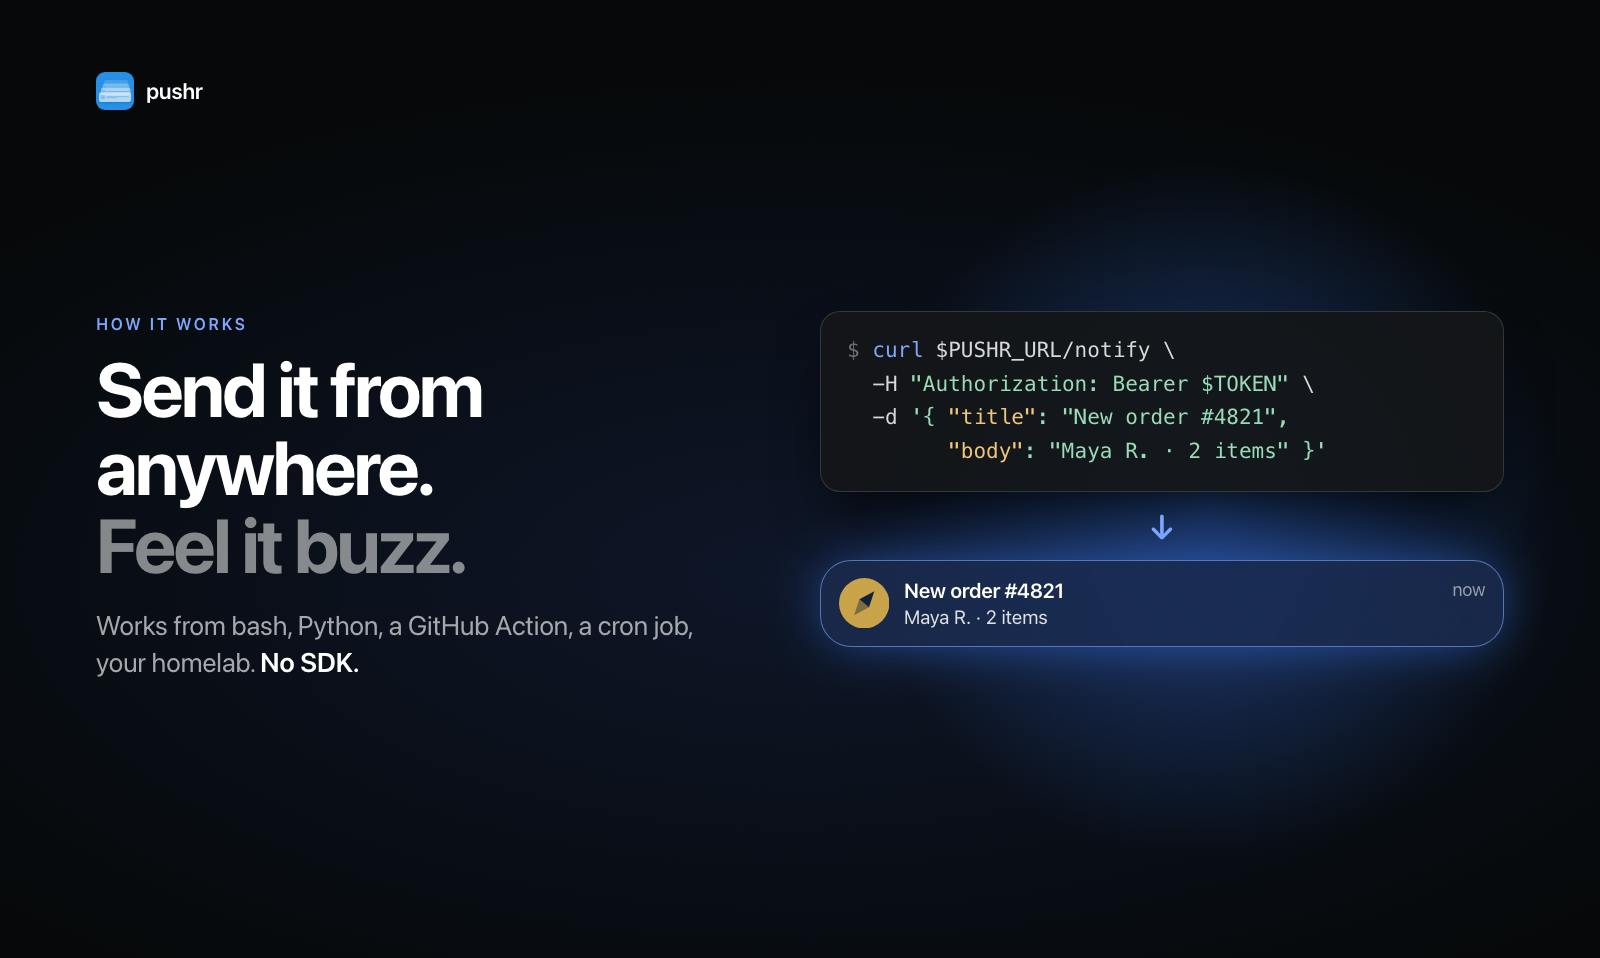 pushr
HOW IT WORKS
Send it from
anywhere.
Feel it buzz.
Works from bash, Python, a GitHub Action, a cron job,
your homelab. No SDK.
$ curl $PUSHR_URL/notify \
  -H "Authorization: Bearer $TOKEN" \
  -d '{ "title": "New order #4821",
        "body": "Maya R. · 2 items" }'
New order #4821
now
Maya R. · 2 items